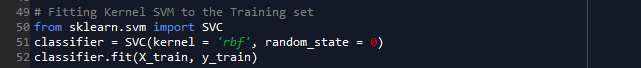 49 # Fitting Kernel SVM to the Training set
50 from sklearn.svm import SVC
51 classifier = SVC(kernel = 'rbf', random_state = 0)
52 classifier.fit(X_train, y_train)